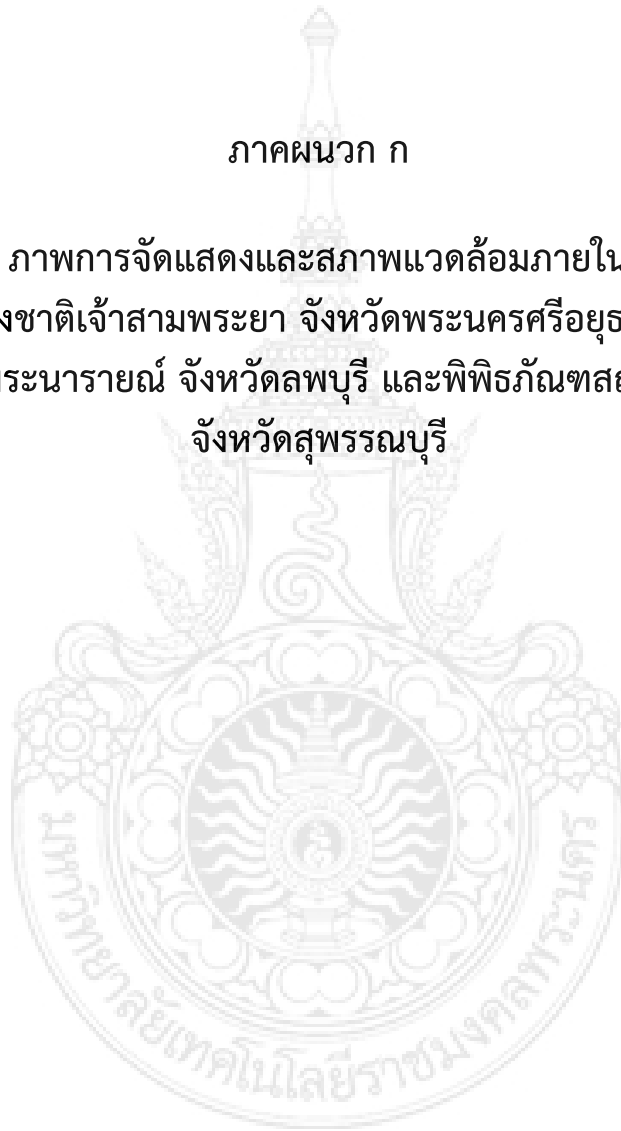 ภาคผนวก ก
ภาพการจัดแสดงและสภาพแวดล้อมภายใน
งชาติเจ้าสามพระยา จังหวัดพระนครศรีอยุธ
ระนารายณ์ จังหวัดลพบุรี และพิพิธภัณฑส
จังหวัดสุพรรณบุรี
มหาวิทยาลัยเทคโนโลยีราชมงคลพระนคร